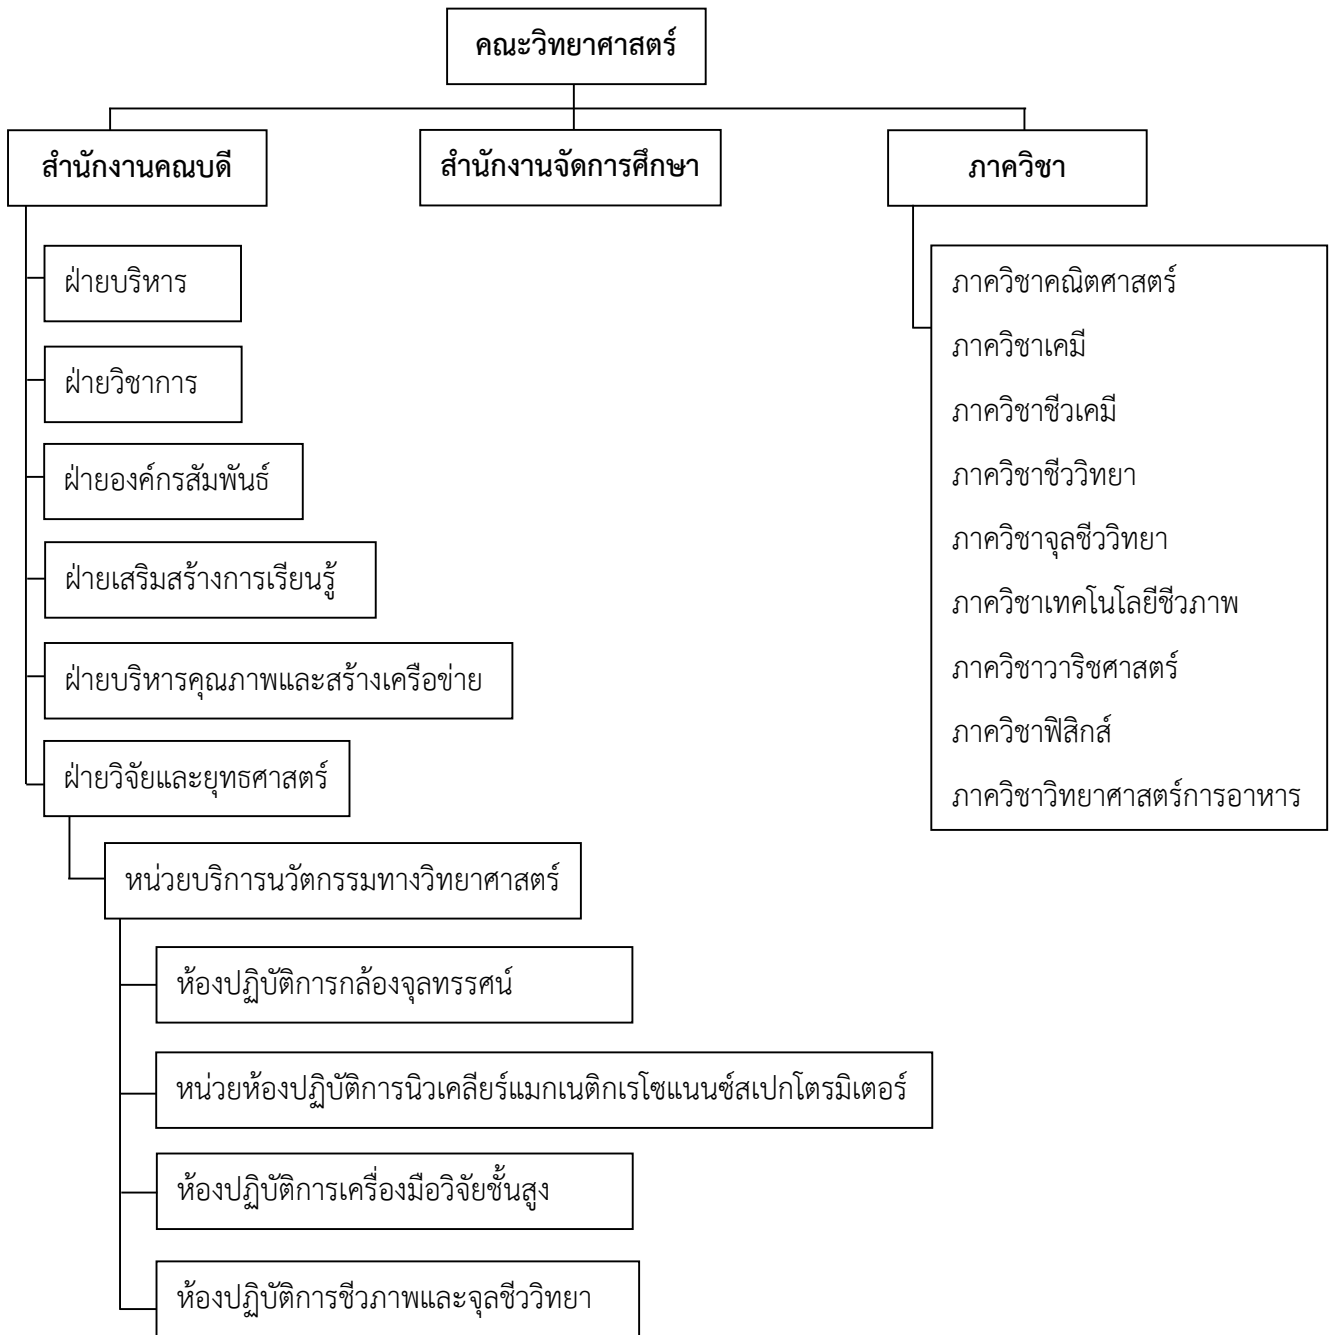 คณะวิทยาศาสตร์
สำนักงานคณบดี
สำนักงานจัดการศึกษา
ภาควิชา
ฝ่ายบริหาร
ฝ่ายวิชาการ
ฝ่ายองค์กรสัมพันธ์
ฝ่ายเสริมสร้างการเรียนรู้
ฝ่ายบริหารคุณภาพและสร้างเครือข่าย
ฝ่ายวิจัยและยุทธศาสตร์
หน่วยบริการนวัตกรรมทางวิทยาศาสตร์
ห้องปฏิบัติการกล้องจุลทรรศน์
หน่วยห้องปฏิบัติการนิวเคลียร์แมกเนติกเรโซแนนซ์สเปกโตรมิเตอร์
ห้องปฏิบัติการเครื่องมือวิจัยชั้นสูง
ห้องปฏิบัติการชีวภาพและจุลชีววิทยา
ภาควิชาคณิตศาสตร์
ภาควิชาเคมี
ภาควิชาชีวเคมี
ภาควิชาชีววิทยา
ภาควิชาจุลชีววิทยา
ภาควิชาเทคโนโลยีชีวภาพ
ภาควิชาวาริชศาสตร์
ภาควิชาฟิสิกส์
ภาควิชาวิทยาศาสตร์การอาหาร